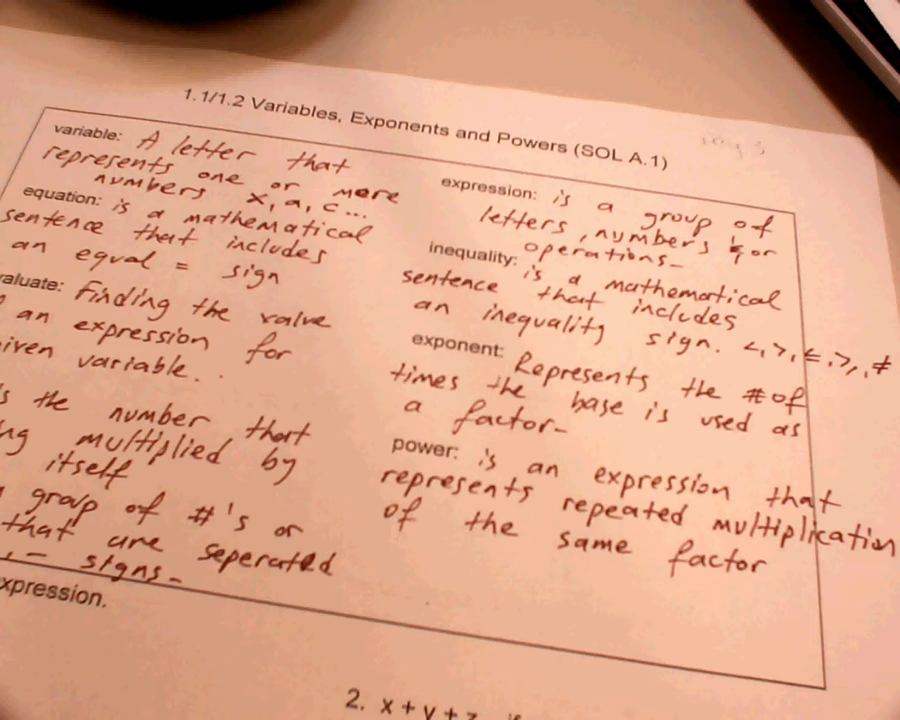 1.1/1.2 Variables, Exponents and Powers (SOL A.1)
variable: A letter that
represents one or more
numbers x, a, c...
equation: is a mathematical
sentence that includes
an equal = sign
valuate: Finding the value
an expression for
iven variable..
s the number that
ng multiplied by
itself
group of #'s or
that are seperated
, - signs-
xpression.
expression: is a group of
letters, numbers & or
operations-
inequality: is a mathematical
sentence that includes
an inequality sign. <, >, ≤, ≥, ≠
exponent: Represents the # of
times the base is used as
a factor-
power: is an expression that
represents repeated multiplication
of the same factor
2. x + y + z, if